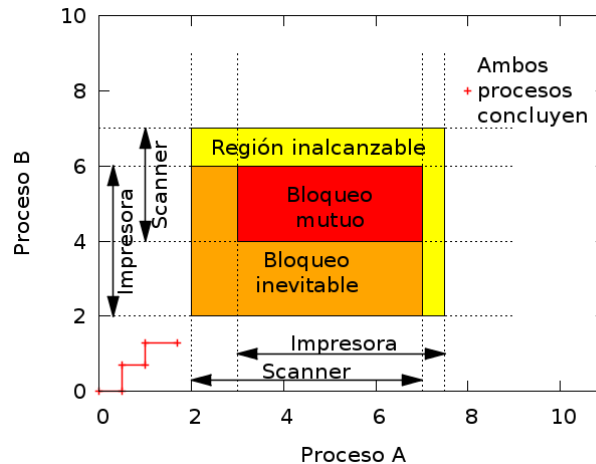 10
8
6
4
2
0
Proceso B
Impresora
Scanner
Ambos
procesos
concluyen
Región inalcanzable
Bloqueo
mutuo
Bloqueo
inevitable
Impresora
Scanner
0 2 4 6 8 10
Proceso A